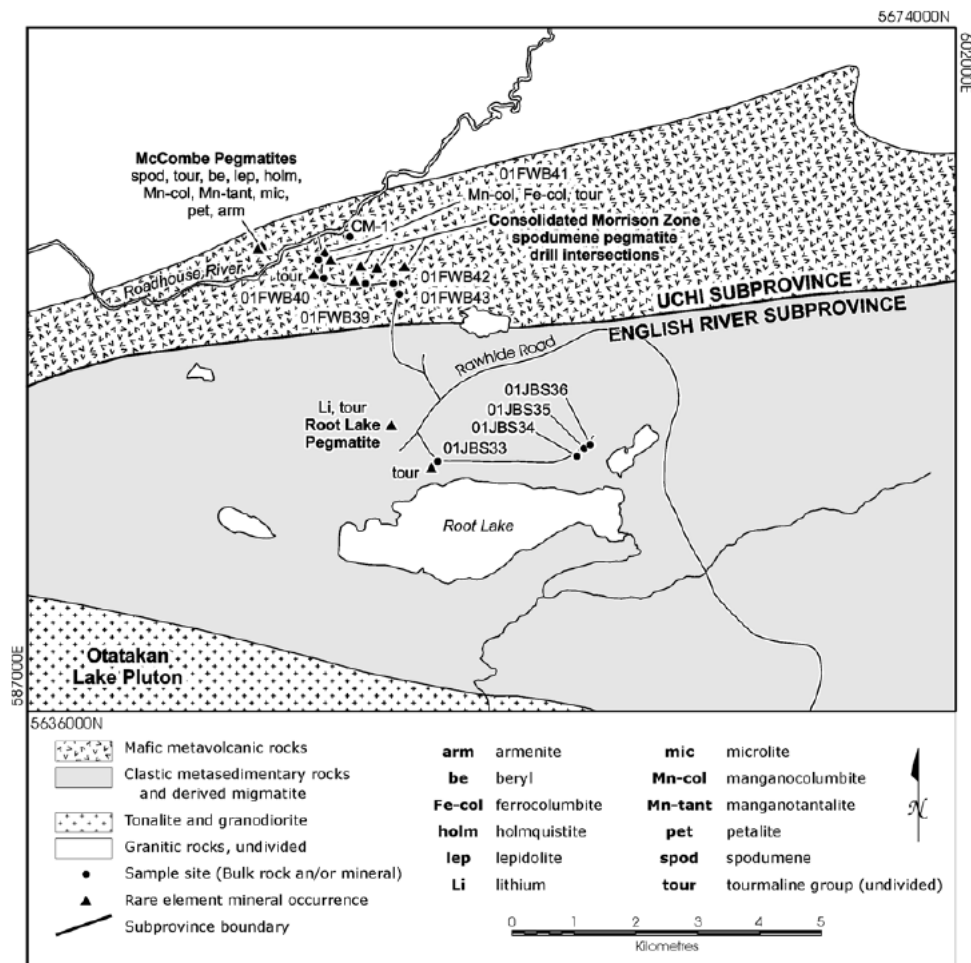 5674000N
602000E
McCombe Pegmatites
spod, tour, be, lep, holm,
Mn-col, Mn-tant, mic,
pet, arm
01FWB41
Mn-col, Fe-col, tour
CM-1
Consolidated Morrison Zone
spodumene pegmatite
drill intersections
Roadhouse River
tour
01FWB40
01FWB39
01FWB42
01FWB43
UCHI SUBPROVINCE
ENGLISH RIVER SUBPROVINCE
Rawhide Road
Li, tour
Root Lake
Pegmatite
01JBS36
01JBS35
01JBS34
01JBS33
tour
Root Lake
Otatakan
Lake Pluton
587000E
5636000N
Mafic metavolcanic rocks
Clastic metasedimentary rocks
and derived migmatite
Tonalite and granodiorite
Granitic rocks, undivided
Sample site (Bulk rock an/or mineral)
Rare element mineral occurrence
Subprovince boundary
arm armenite
be beryl
Fe-col ferrocolumbite
holm holmquistite
lep lepidolite
Li lithium
mic microlite
Mn-col manganocolumbite
Mn-tant manganotantalite
pet petalite
spod spodumene
tour tourmaline group (undivided)
N
0 1 2 3 4 5
Kilometres